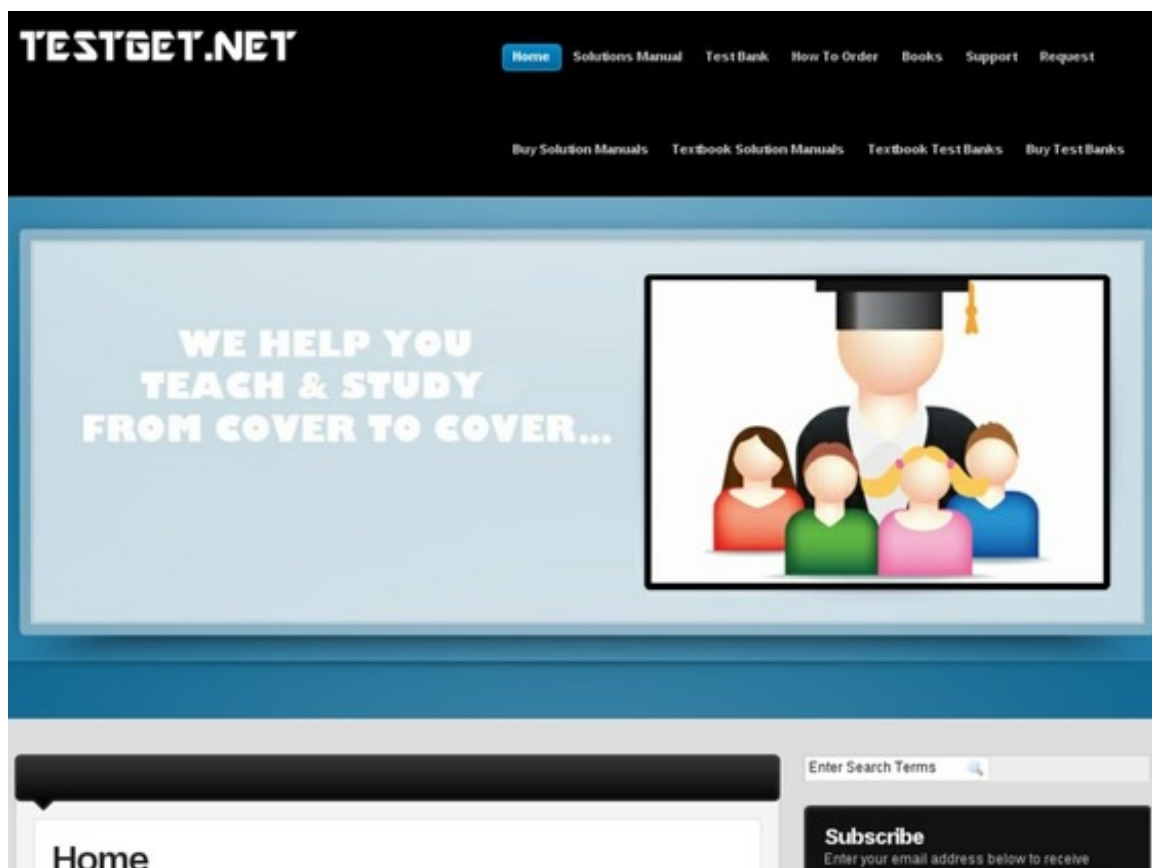 TESTGET.NET
Home Solutions Manual Test Bank How To Order Books Support Request
Buy Solution Manuals Textbook Solution Manuals Textbook Test Banks Buy Test Banks
WE HELP YOU
TEACH & STUDY
FROM COVER TO COVER...
Enter Search Terms
Home
Subscribe
Enter your email address below to receive